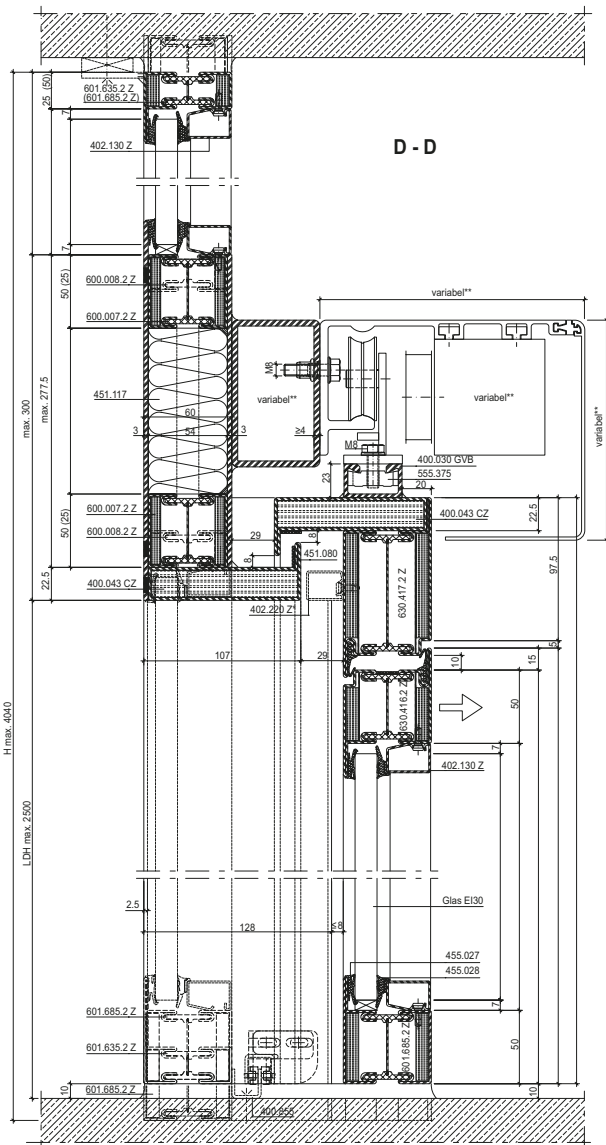 25 (50)
601.635.2 Z
(601.685.2 Z)
7
402.130 Z
D - D
7
50 (25)
600.008.2 Z
600.007.2 Z
variabel**
max. 300
max. 277.5
451.117
60
3
54
3
M8
variabel**
≥4
variabel**
variabel**
M8
23
400.030 GVB
555.375
20
50 (25)
600.007.2 Z
600.008.2 Z
29
8
8
451.080
400.043 CZ
22.5
97.5
22.5
400.043 CZ
402.220 Z*
630.417.2 Z
107
29
10
5
15
630.416.2 Z
50
7
402.130 Z
H max. 4040
LDH max. 2500
2.5
128
≤8
Glas EI30
455.027
455.028
7
601.685.2 Z
601.635.2 Z
601.685.2 Z
50
10
601.685.2 Z
400.855
10